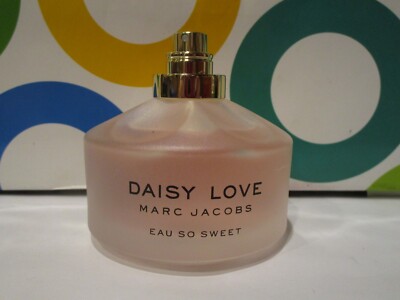 DAISY LOVE
MARC JACOBS
EAU SO SWEET